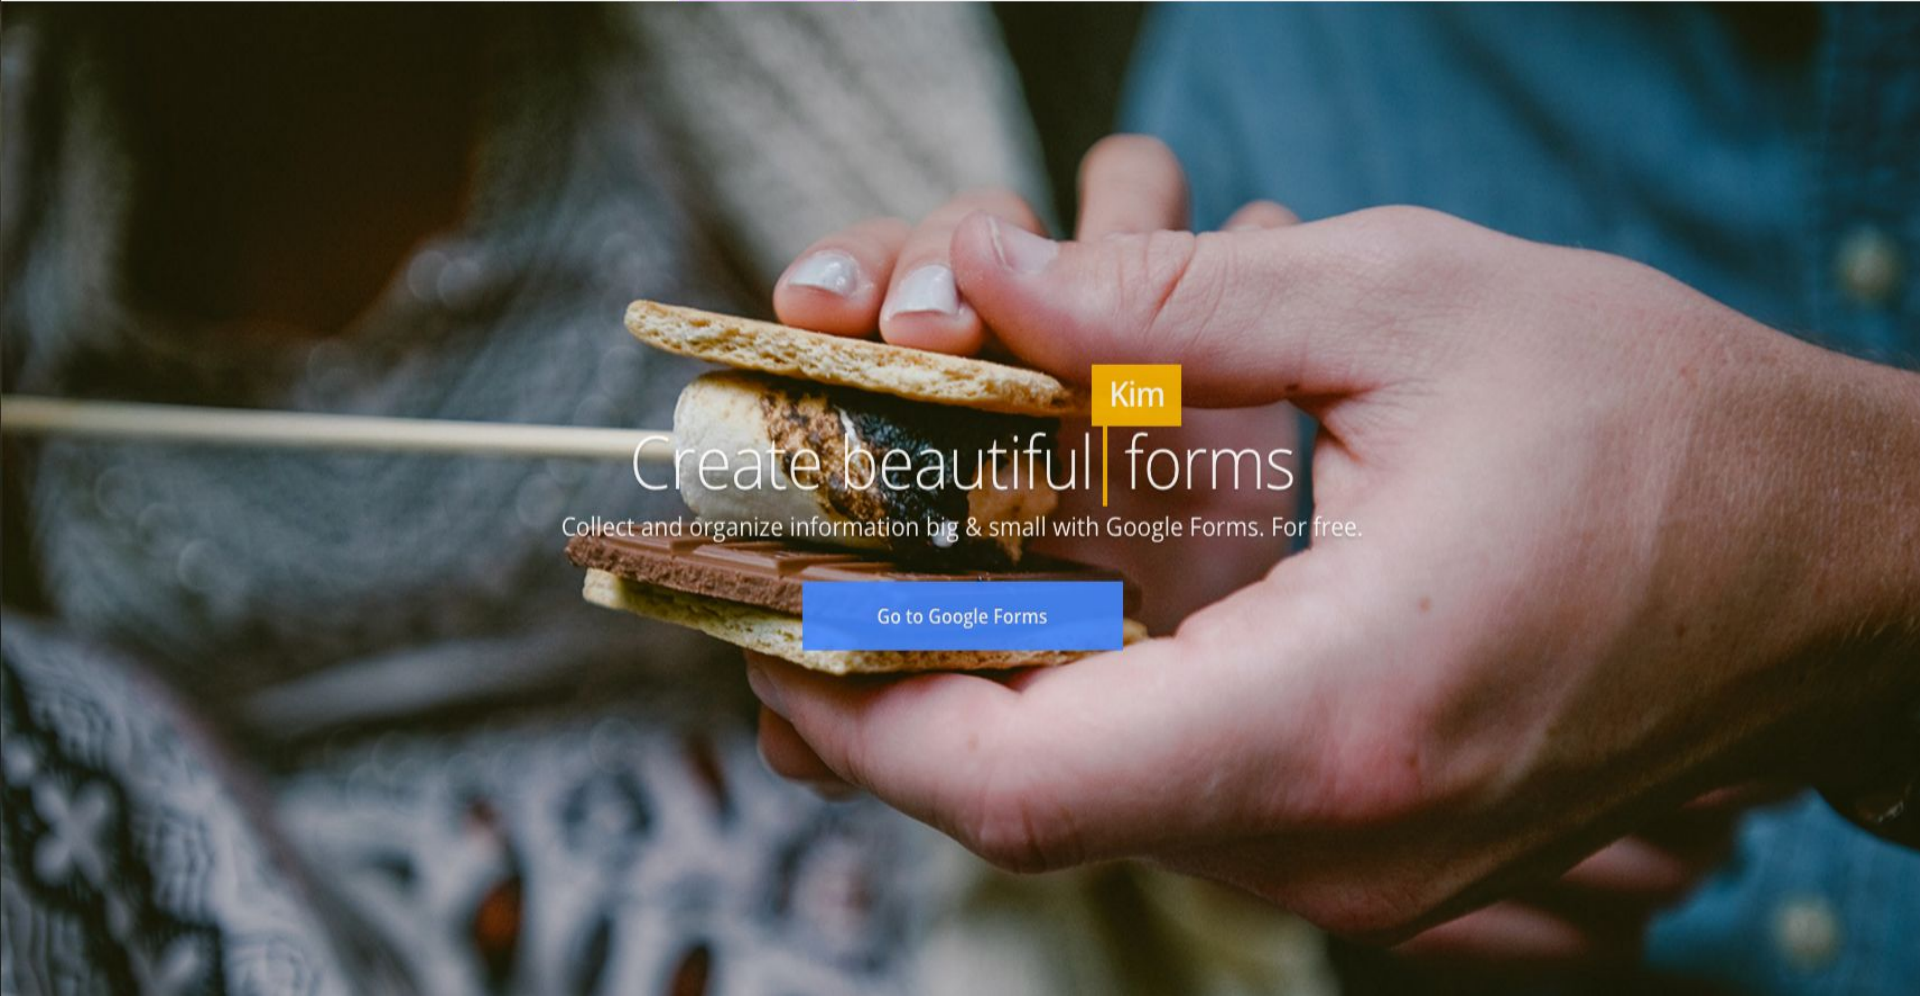 Kim
Create beautiful forms
Collect and organize information big & small with Google Forms. For free.
Go to Google Forms